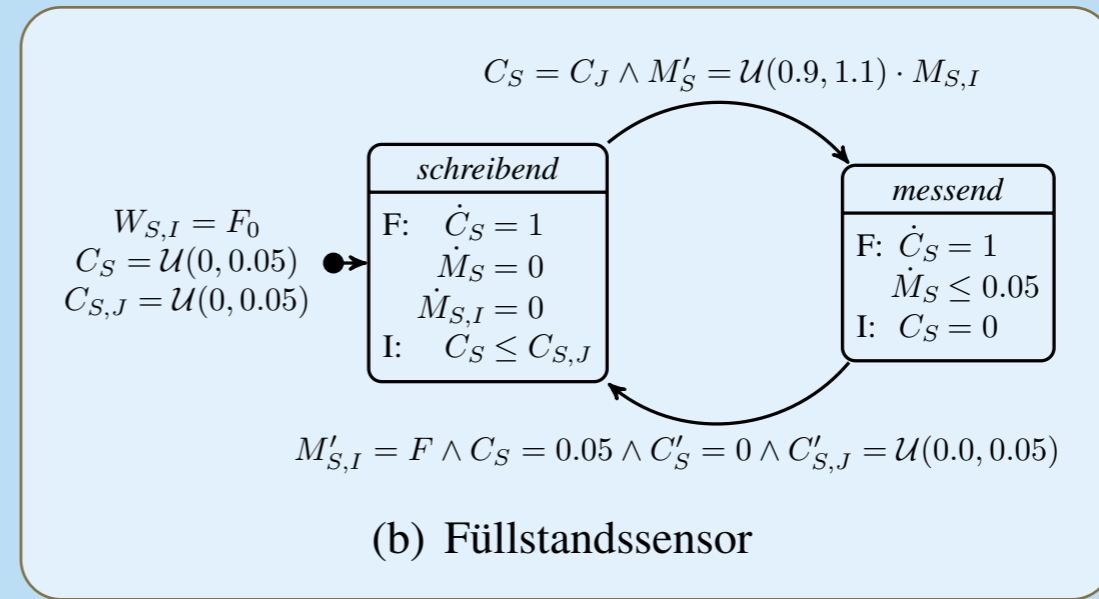 C_S = C_J ∧ M'_S = 𝒰(0.9, 1.1) · M_{S,I}
schreibend
F: Ċ_S = 1
Ṁ_S = 0
Ṁ_{S,I} = 0
I: C_S ≤ C_{S,J}
W_{S,I} = F_0
C_S = 𝒰(0, 0.05)
C_{S,J} = 𝒰(0, 0.05)
messend
F: Ċ_S = 1
Ṁ_S ≤ 0.05
I: C_S = 0
M'_{S,I} = F ∧ C_S = 0.05 ∧ C'_S = 0 ∧ C'_{S,J} = 𝒰(0.0, 0.05)
(b) Füllstandssensor